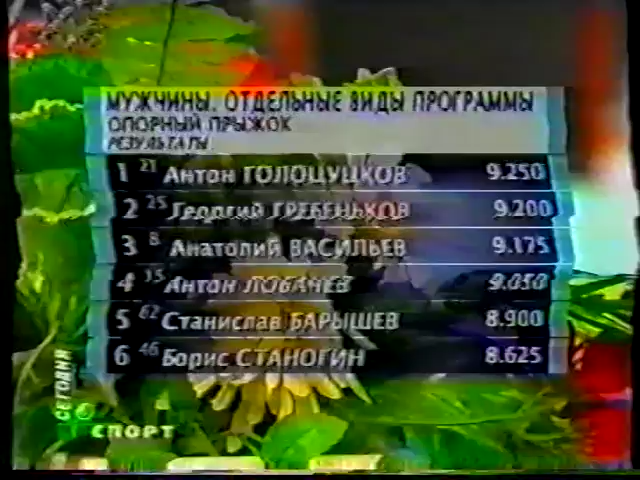 МУЖЧИНЫ. ОТДЕЛЬНЫЕ ВИДЫ ПРОГРАММЫ
ОПОРНЫЙ ПРЫЖОК
РЕЗУЛЬТАТЫ
1 21 Антон ГОЛОЦУЦКОВ 9.250
2 25 Георгий ГРЕБЕНЬКОВ 9.200
3 8 Анатолий ВАСИЛЬЕВ 9.175
4 15 Антон ЛОБАЧЕВ 9.050
5 62 Станислав БАРЫШЕВ 8.900
6 46 Борис СТАНОГИН 8.625
СЕГОДНЯ
СПОРТ